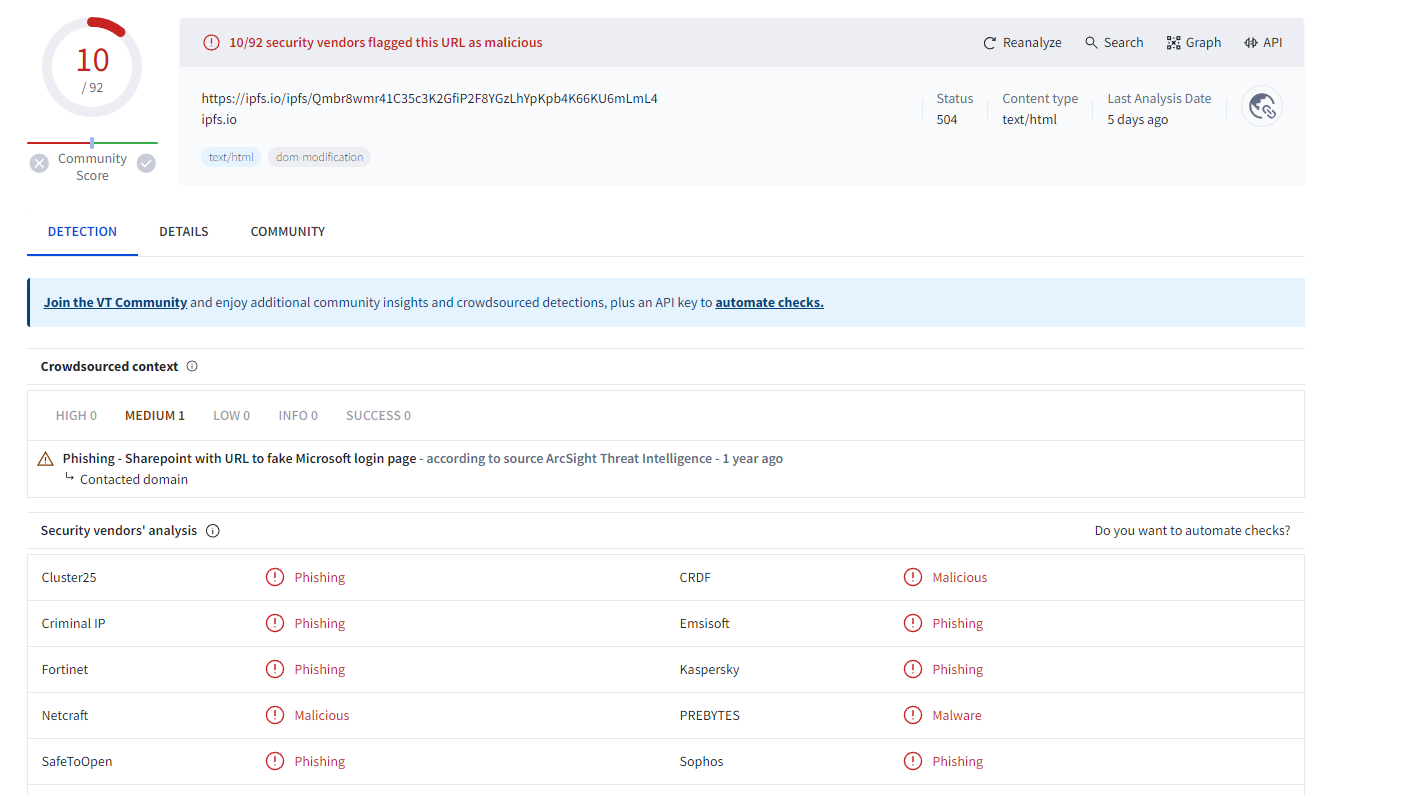 10
/ 92
Community
Score
10/92 security vendors flagged this URL as malicious
Reanalyze
Search
Graph
API
https://ipfs.io/ipfs/Qmbr8wmr41C35c3K2GfiP2F8YGzLhYpKpb4K66KU6mLmL4
ipfs.io
text/html
dom-modification
Status
504
Content type
text/html
Last Analysis Date
5 days ago
DETECTION
DETAILS
COMMUNITY
Join the VT Community and enjoy additional community insights and crowdsourced detections, plus an API key to automate checks.
Crowdsourced context
HIGH 0
MEDIUM 1
LOW 0
INFO 0
SUCCESS 0
Phishing - Sharepoint with URL to fake Microsoft login page - according to source ArcSight Threat Intelligence - 1 year ago
Contacted domain
Security vendors' analysis
Do you want to automate checks?
Cluster25 Phishing CRDF Malicious
Criminal IP Phishing Emsisoft Phishing
Fortinet Phishing Kaspersky Phishing
Netcraft Malicious PREBYTES Malware
SafeToOpen Phishing Sophos Phishing